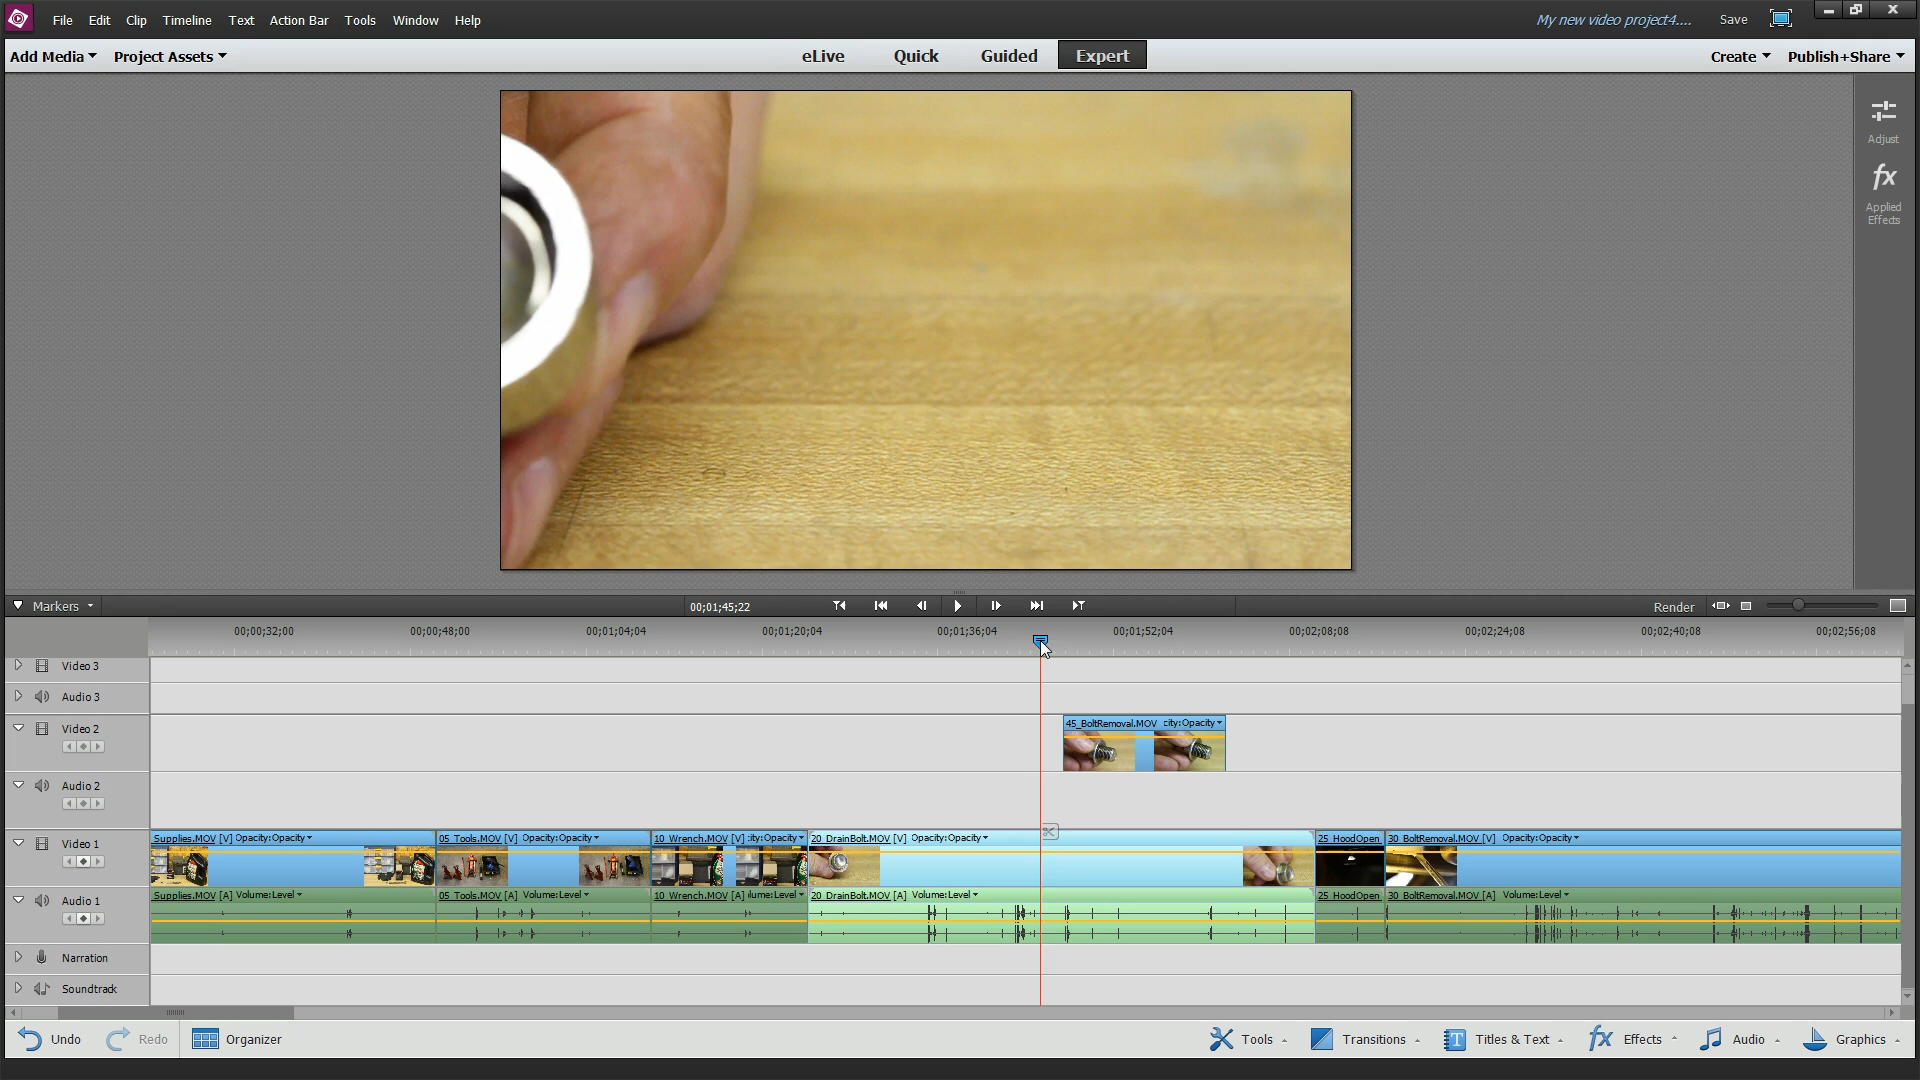 File Edit Clip Timeline Text Action Bar Tools Window Help
My new video project4.... Save
Add Media Project Assets
eLive Quick Guided Expert
Create Publish+Share
Adjust
fx
Applied
Effects
Markers
00;01;45;22
Render
00;00;32;00 00;00;48;00 00;01;04;04 00;01;20;04 00;01;36;04 00;01;52;04 00;02;08;08 00;02;24;08 00;02;40;08 00;02;56;08
Video 3
Audio 3
Video 2
45_BoltRemoval.MOV city:Opacity
Audio 2
Video 1
Supplies.MOV [V] Opacity:Opacity 05_Tools.MOV [V] Opacity:Opacity 10_Wrench.MOV [V] :ity:Opacity 20_DrainBolt.MOV [V] Opacity:Opacity 25_HoodOpen 30_BoltRemoval.MOV [V] Opacity:Opacity
Audio 1
Supplies.MOV [A] Volume:Level 05_Tools.MOV [A] Volume:Level 10_Wrench.MOV [A] lume:Level 20_DrainBolt.MOV [A] Volume:Level 25_HoodOpen 30_BoltRemoval.MOV [A] Volume:Level
Narration
Soundtrack
Undo Redo Organizer
Tools Transitions T Titles & Text fx Effects Audio Graphics